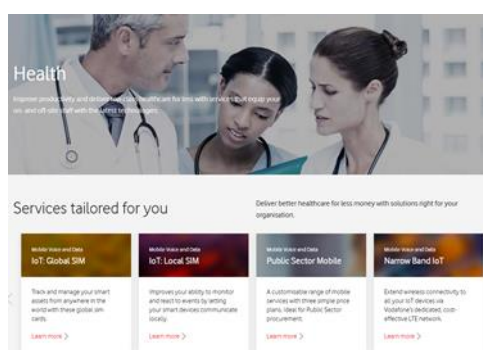 Health
Improve productivity and deliver
healthcare for less with services that equip your
on- and off-site staff with the latest technologies.
Services tailored for you
Deliver better healthcare for less money with solutions right for your
organisation.
Mobile Voice and Data
IoT: Global SIM
Track and manage your smart
assets from anywhere in the
world with these global sim
cards.
Learn more >
Mobile Voice and Data
IoT: Local SIM
Improves your ability to monitor
and react to events by letting
your smart devices communicate
locally.
Learn more >
Mobile Voice and Data
Public Sector Mobile
A customisable range of mobile
services with three simple price
plans. Ideal for Public Sector
procurement.
Learn more >
Mobile Voice and Data
Narrow Band IoT
Extend wireless connectivity to
all your IoT devices via
Vodafone's dedicated, cost-
effective LTE network.
Learn more >